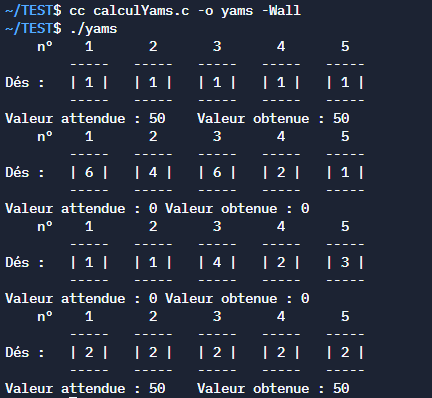 ~/TEST$ cc calculYams.c -o yams -Wall
~/TEST$ ./yams
n° 1 2 3 4 5
----- ----- ----- ----- -----
Dés : | 1 | | 1 | | 1 | | 1 | | 1 |
----- ----- ----- ----- -----
Valeur attendue : 50 Valeur obtenue : 50
n° 1 2 3 4 5
----- ----- ----- ----- -----
Dés : | 6 | | 4 | | 6 | | 2 | | 1 |
----- ----- ----- ----- -----
Valeur attendue : 0 Valeur obtenue : 0
n° 1 2 3 4 5
----- ----- ----- ----- -----
Dés : | 1 | | 1 | | 4 | | 2 | | 3 |
----- ----- ----- ----- -----
Valeur attendue : 0 Valeur obtenue : 0
n° 1 2 3 4 5
----- ----- ----- ----- -----
Dés : | 2 | | 2 | | 2 | | 2 | | 2 |
----- ----- ----- ----- -----
Valeur attendue : 50 Valeur obtenue : 50